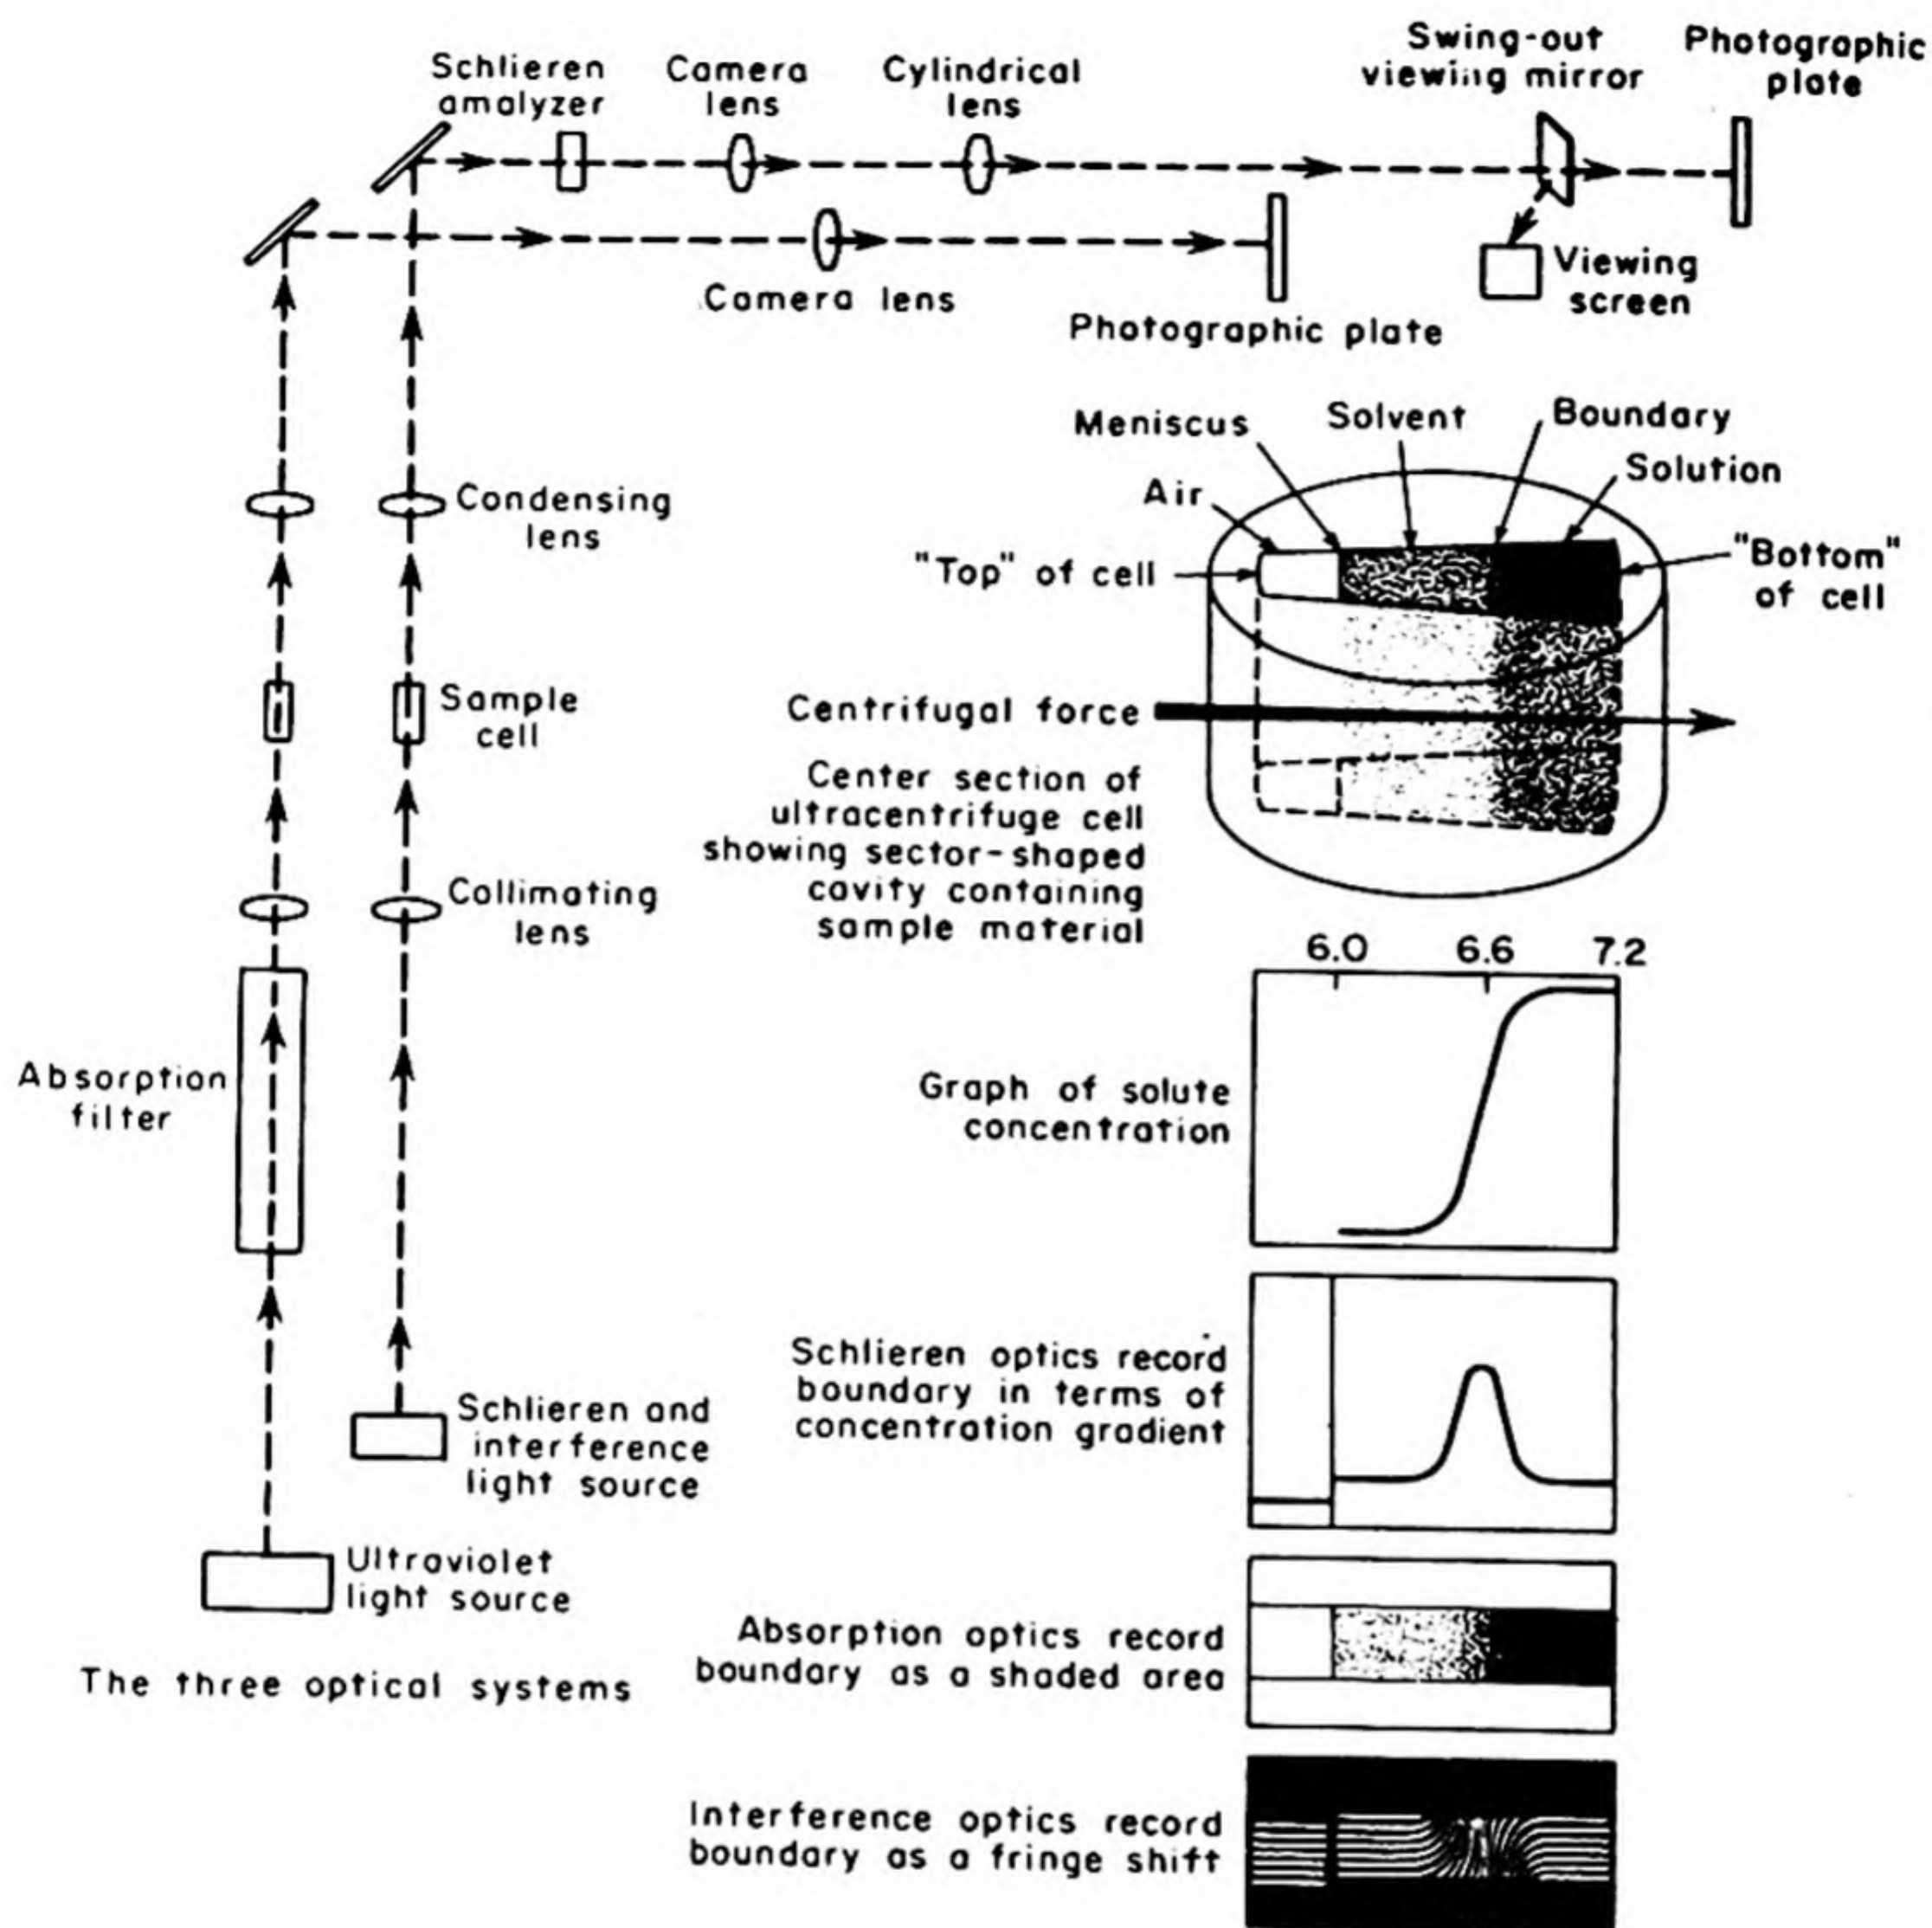 Schlieren
amalyzer
Camera
lens
Cylindrical
lens
Swing-out
viewing mirror
Photographic
plate
Camera lens
Photographic plate
Viewing
screen
Meniscus
Solvent
Boundary
Solution
Air
"Top" of cell
"Bottom"
of cell
Condensing
lens
Sample
cell
Centrifugal force
Center section of
ultracentrifuge cell
showing sector-shaped
cavity containing
sample material
Collimating
lens
6.0 6.6 7.2
Absorption
filter
Graph of solute
concentration
Schlieren optics record
boundary in terms of
concentration gradient
Schlieren and
interference
light source
Ultraviolet
light source
Absorption optics record
boundary as a shaded area
The three optical systems
Interference optics record
boundary as a fringe shift